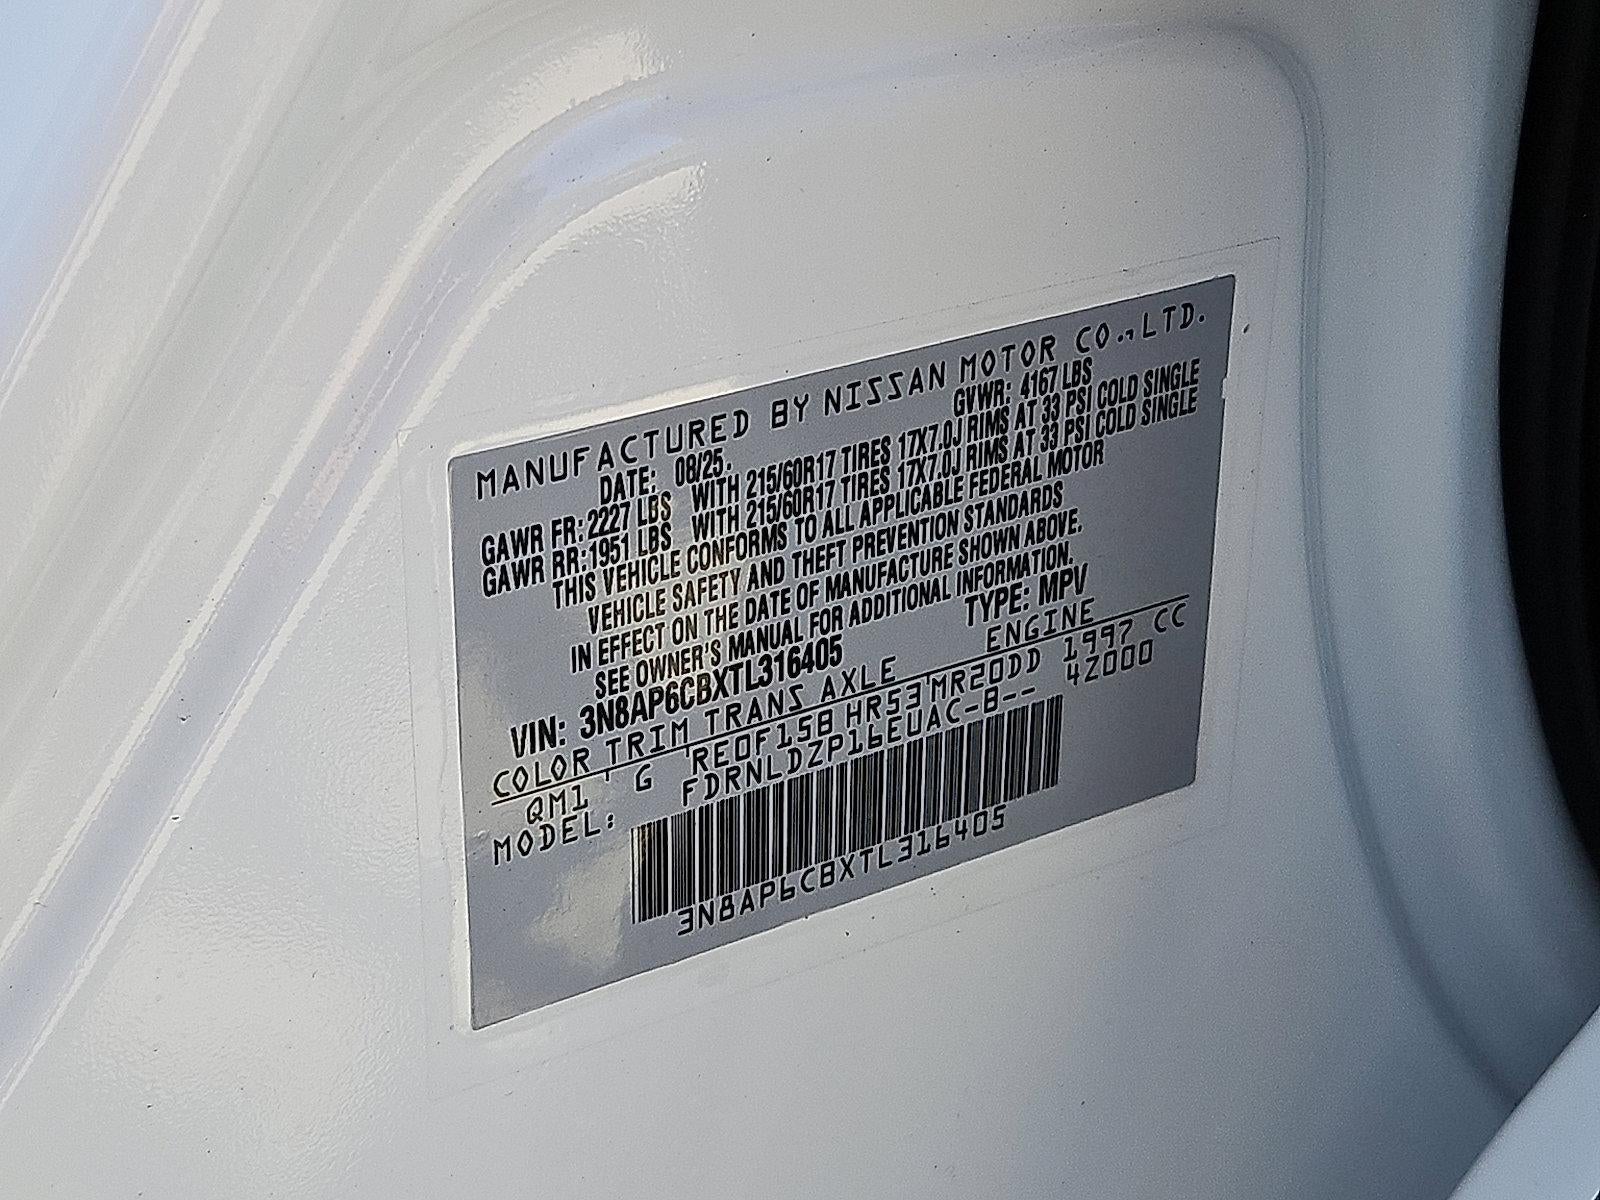 MANUFACTURED BY NISSAN MOTOR CO.,LTD.
DATE: 08/25. GVWR: 4167 LBS
GAWR FR: 2227 LBS WITH 215/60R17 TIRES 17X7.0J RIMS AT 33 PSI COLD SINGLE
GAWR RR: 1951 LBS WITH 215/60R17 TIRES 17X7.0J RIMS AT 33 PSI COLD SINGLE
THIS VEHICLE CONFORMS TO ALL APPLICABLE FEDERAL MOTOR
VEHICLE SAFETY AND THEFT PREVENTION STANDARDS
IN EFFECT ON THE DATE OF MANUFACTURE SHOWN ABOVE.
SEE OWNER'S MANUAL FOR ADDITIONAL INFORMATION.
VIN: 3N8AP6CBXTL316405 TYPE: MPV
COLOR TRIM TRANS AXLE ENGINE
QM1 G RE0F15B HR53 MR20DD 1997 CC
MODEL: FDRNLDZP16EUAC-B-- 4Z000
3N8AP6CBXTL316405